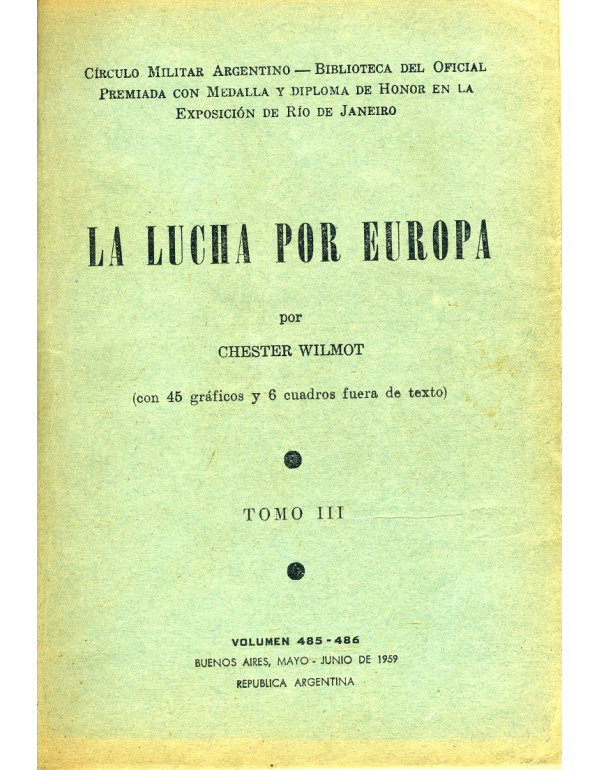 CÍRCULO MILITAR ARGENTINO — BIBLIOTECA DEL OFICIAL
PREMIADA CON MEDALLA Y DIPLOMA DE HONOR EN LA
EXPOSICIÓN DE RÍO DE JANEIRO
LA LUCHA POR EUROPA
por
CHESTER WILMOT
(con 45 gráficos y 6 cuadros fuera de texto)
TOMO III
VOLUMEN 485 - 486
BUENOS AIRES, MAYO - JUNIO DE 1959
REPUBLICA ARGENTINA